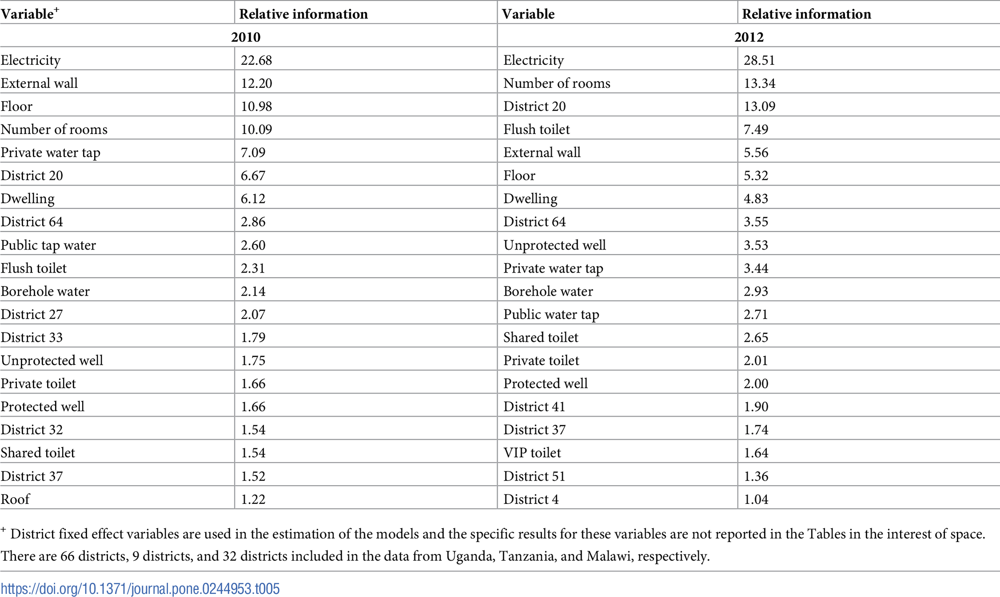 Variable+ Relative information Variable Relative information
2010 2012
Electricity 22.68 Electricity 28.51
External wall 12.20 Number of rooms 13.34
Floor 10.98 District 20 13.09
Number of rooms 10.09 Flush toilet 7.49
Private water tap 7.09 External wall 5.56
District 20 6.67 Floor 5.32
Dwelling 6.12 Dwelling 4.83
District 64 2.86 District 64 3.55
Public tap water 2.60 Unprotected well 3.53
Flush toilet 2.31 Private water tap 3.44
Borehole water 2.14 Borehole water 2.93
District 27 2.07 Public water tap 2.71
District 33 1.79 Shared toilet 2.65
Unprotected well 1.75 Private toilet 2.01
Private toilet 1.66 Protected well 2.00
Protected well 1.66 District 41 1.90
District 32 1.54 District 37 1.74
Shared toilet 1.54 VIP toilet 1.64
District 37 1.52 District 51 1.36
Roof 1.22 District 4 1.04
+ District fixed effect variables are used in the estimation of the models and the specific results for these variables are not reported in the Tables in the interest of space.
There are 66 districts, 9 districts, and 32 districts included in the data from Uganda, Tanzania, and Malawi, respectively.
https://doi.org/10.1371/journal.pone.0244953.t005